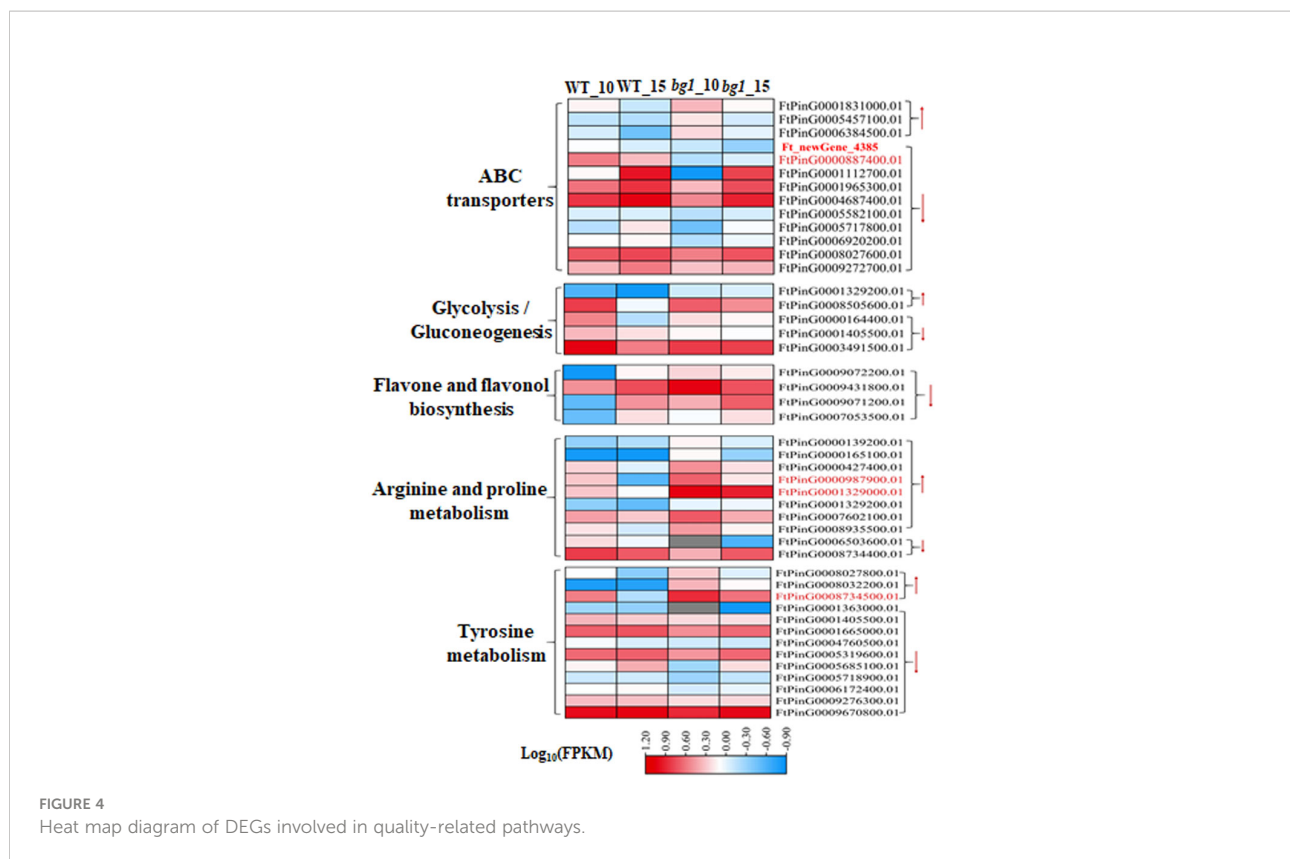 WT_10 WT_15 bg1_10 bg1_15
ABC
transporters
FtPinG0001831000.01
FtPinG0005457100.01
FtPinG0006384500.01
Ft_newGene_4385
FtPinG0000887400.01
FtPinG0001112700.01
FtPinG0001965300.01
FtPinG0004687400.01
FtPinG0005582100.01
FtPinG0005717800.01
FtPinG0006920200.01
FtPinG0008027600.01
FtPinG0009272700.01
Glycolysis /
Gluconeogenesis
FtPinG0001329200.01
FtPinG0008505600.01
FtPinG0000164400.01
FtPinG0001405500.01
FtPinG0003491500.01
Flavone and flavonol
biosynthesis
FtPinG0009072200.01
FtPinG0009431800.01
FtPinG0009071200.01
FtPinG0007053500.01
Arginine and proline
metabolism
FtPinG0000139200.01
FtPinG0000165100.01
FtPinG0000427400.01
FtPinG0000987900.01
FtPinG0001329000.01
FtPinG0001329200.01
FtPinG0007602100.01
FtPinG0008935500.01
FtPinG0006503600.01
FtPinG0008734400.01
Tyrosine
metabolism
FtPinG0008027800.01
FtPinG0008032200.01
FtPinG0008734500.01
FtPinG0001363000.01
FtPinG0001405500.01
FtPinG0001665000.01
FtPinG0004760500.01
FtPinG0005319600.01
FtPinG0005685100.01
FtPinG0005718900.01
FtPinG0006172400.01
FtPinG0009276300.01
FtPinG0009670800.01
Log10(FPKM)
1.20 0.90 0.60 0.30 0.00 -0.30 -0.60 -0.90
FIGURE 4
Heat map diagram of DEGs involved in quality-related pathways.